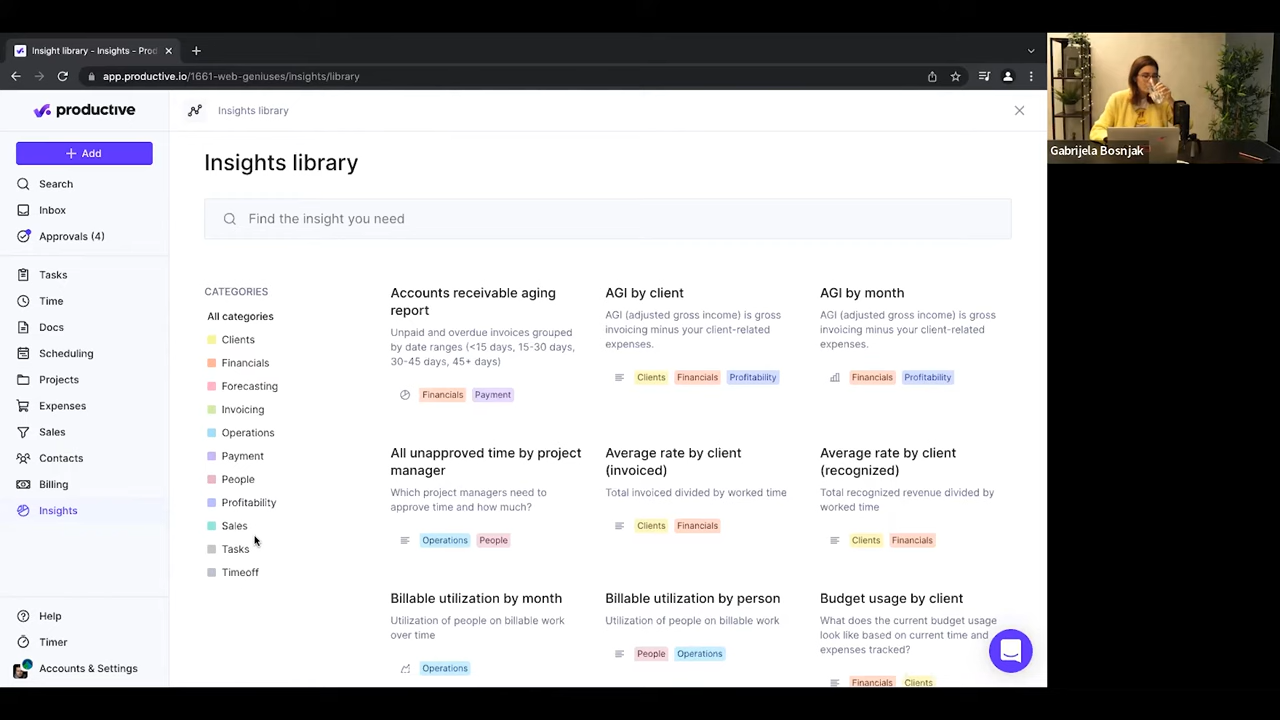 Insight library - Insights - Prod
app.productive.io/1661-web-geniuses/insights/library
productive
Insights library
Add
Search
Inbox
Approvals (4)
Tasks
Time
Docs
Scheduling
Projects
Expenses
Sales
Contacts
Billing
Insights
Help
Timer
Accounts & Settings
Insights library
Find the insight you need
CATEGORIES
All categories
Clients
Financials
Forecasting
Invoicing
Operations
Payment
People
Profitability
Sales
Tasks
Timeoff
Accounts receivable aging
report
Unpaid and overdue invoices grouped
by date ranges (<15 days, 15-30 days,
30-45 days, 45+ days)
Financials Payment
AGI by client
AGI (adjusted gross income) is gross
invoicing minus your client-related
expenses.
Clients Financials Profitability
AGI by month
AGI (adjusted gross income) is gross
invoicing minus your client-related
expenses.
Financials Profitability
All unapproved time by project
manager
Which project managers need to
approve time and how much?
Operations People
Average rate by client
(invoiced)
Total invoiced divided by worked time
Clients Financials
Average rate by client
(recognized)
Total recognized revenue divided by
worked time
Clients Financials
Billable utilization by month
Utilization of people on billable work
over time
Operations
Billable utilization by person
Utilization of people on billable work
People Operations
Budget usage by client
What does the current budget usage
look like based on current time and
expenses tracked?
Financials Clients
Gabrijela Bosnjak